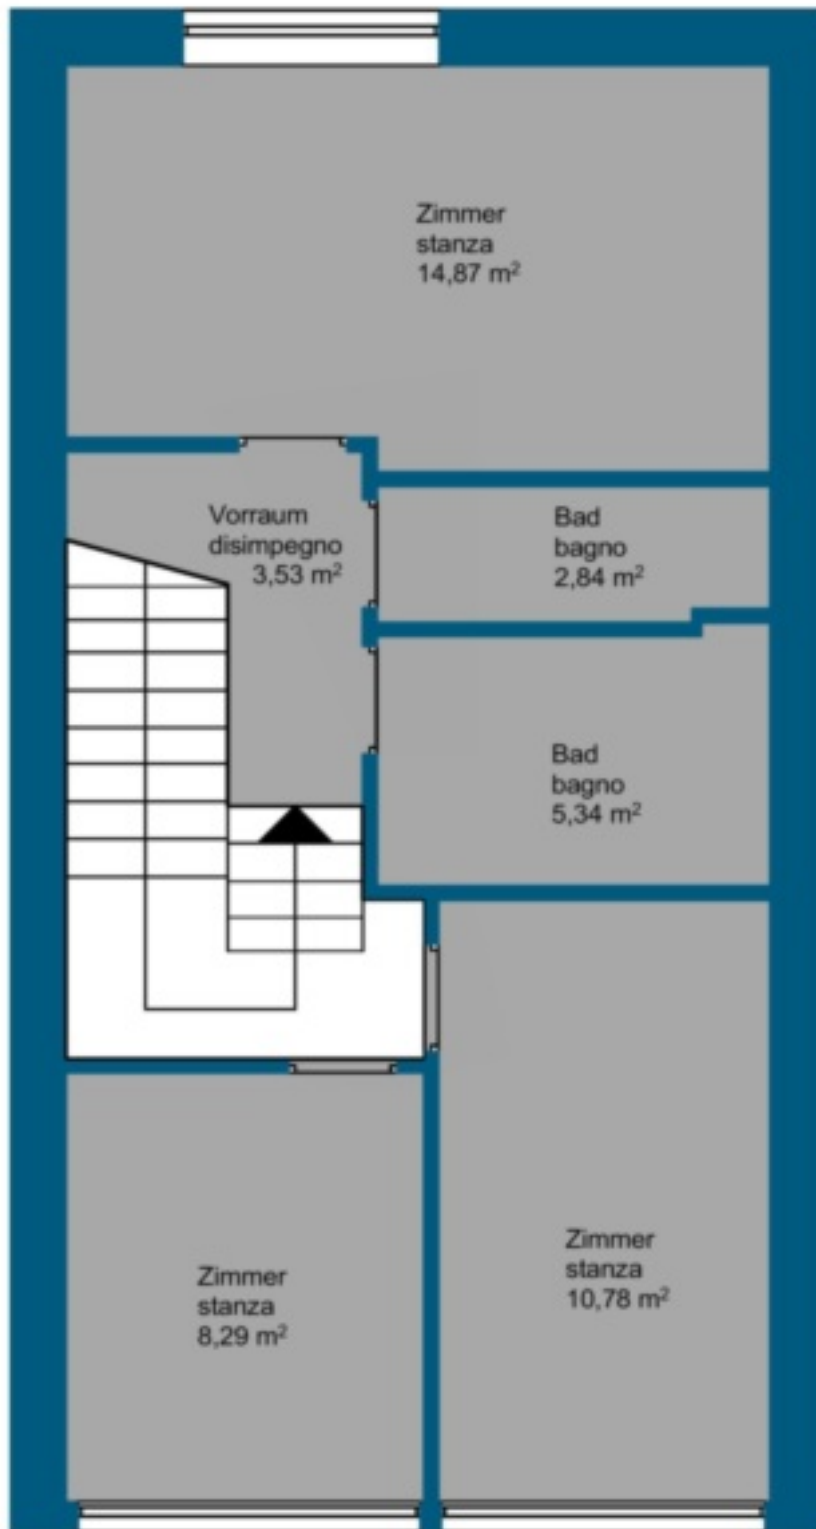 Zimmer
stanza
14,87 m²
Vorraum
disimpegno
3,53 m²
Bad
bagno
2,84 m²
Bad
bagno
5,34 m²
Zimmer
stanza
10,78 m²
Zimmer
stanza
8,29 m²